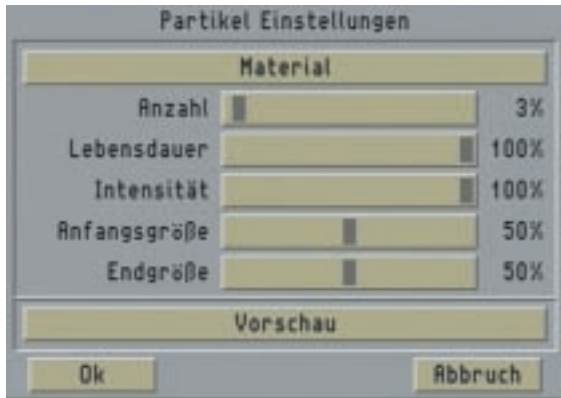 Partikel Einstellungen
Material
Anzahl 3%
Lebensdauer 100%
Intensität 100%
Anfangsgröße 50%
Endgröße 50%
Vorschau
Ok Abbruch